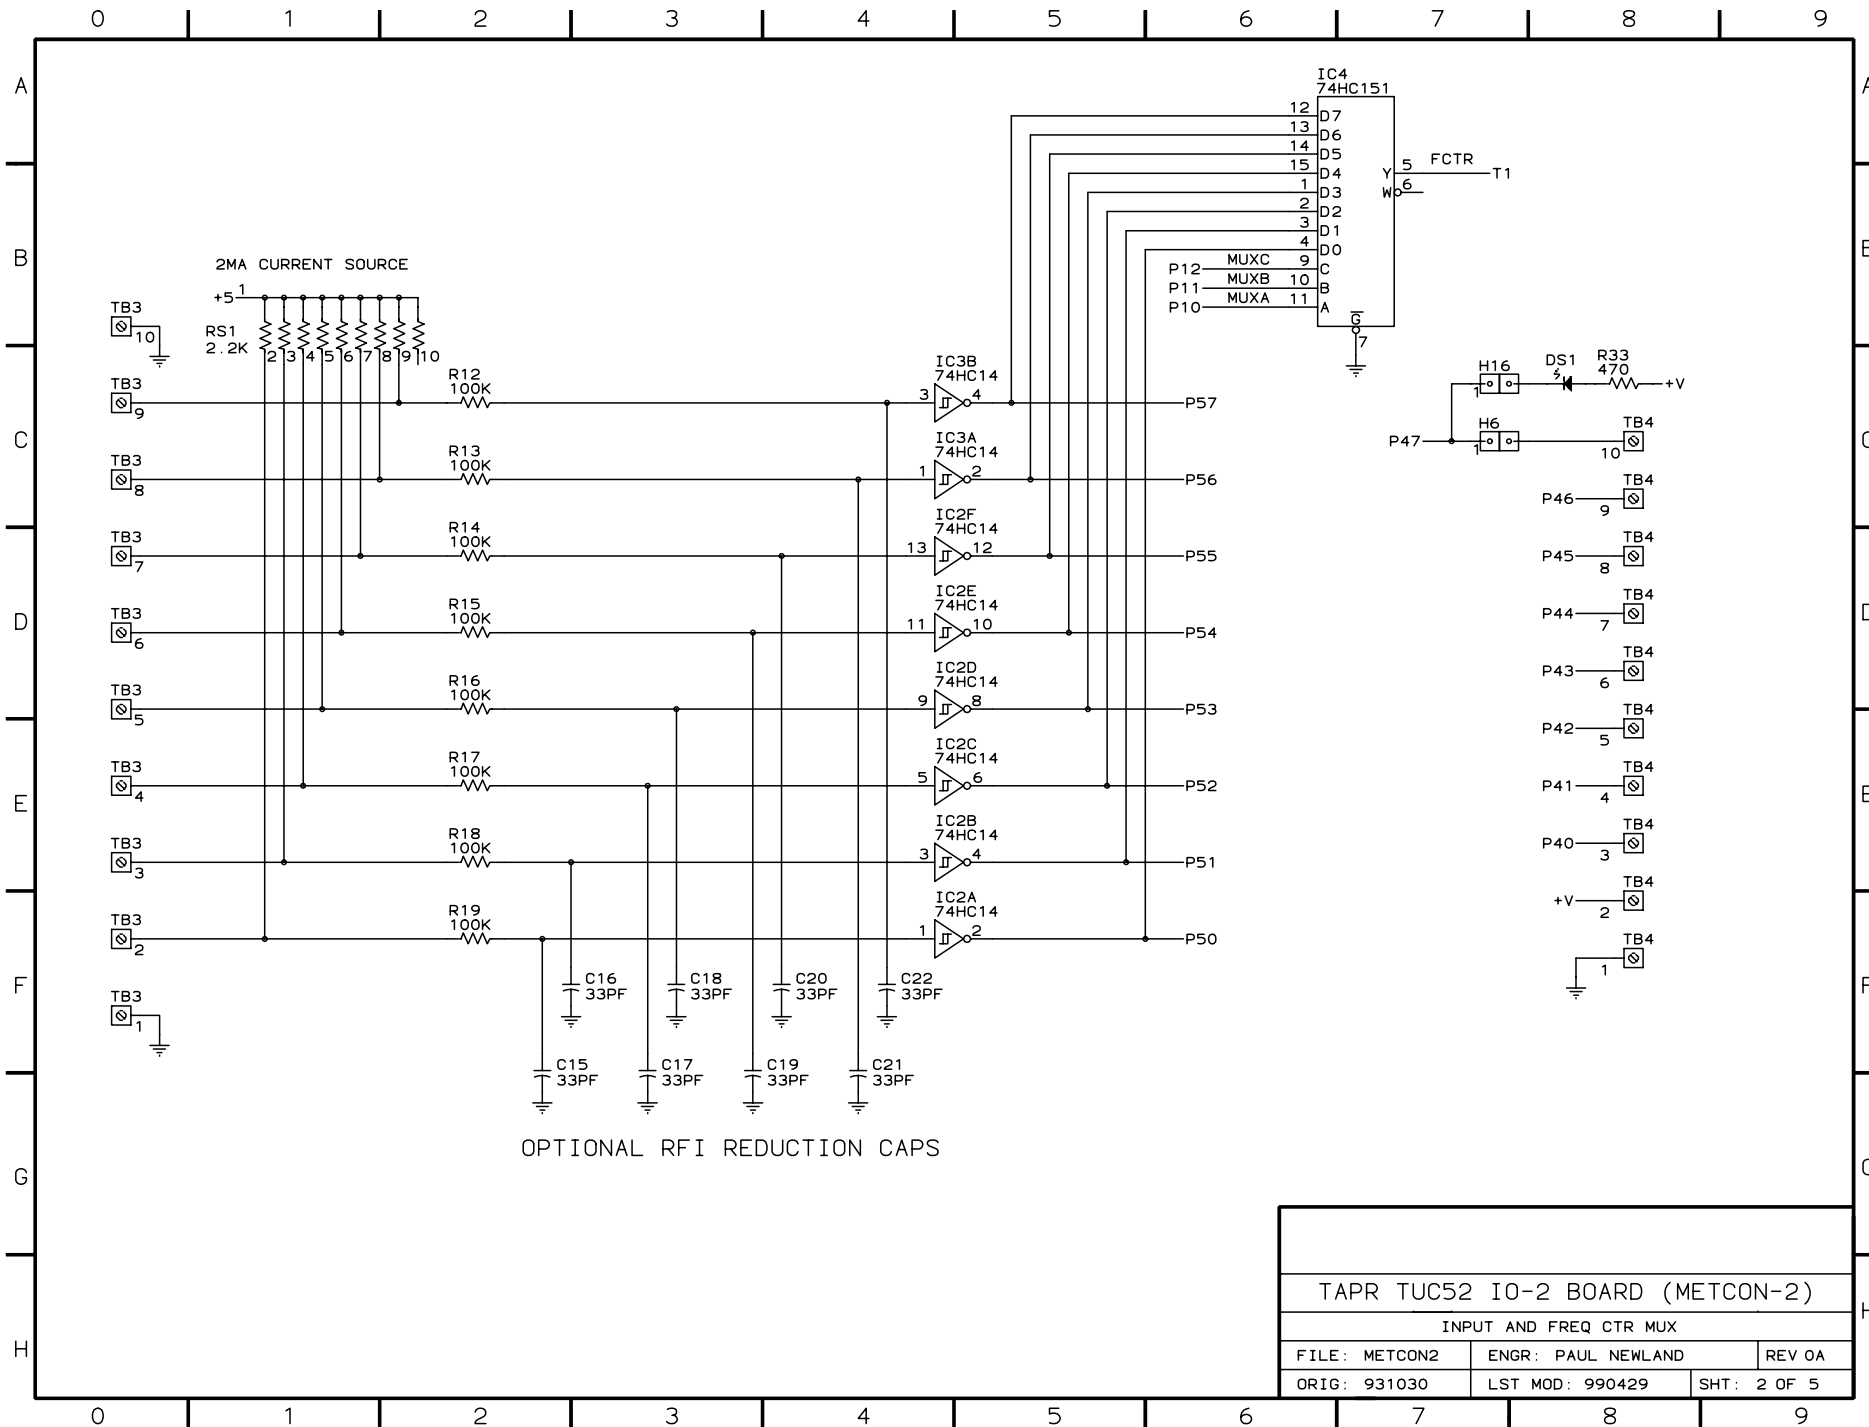 0 1 2 3 4 5 6 7 8 9
A
IC4
74HC151
12 D7
13 D6
14 D5
15 D4
1 D3
2 D2
3 D1
4 D0
MUXC 9 C
P12
MUXB 10 B
P11
MUXA 11 A
P10
Y 5 FCTR T1
W 6
G
7
B
2MA CURRENT SOURCE
+5 1
RS1
2.2K
2 3 4 5 6 7 8 9 10
TB3
10
TB3
9
R12
100K
IC3B
74HC14
3 4
P57
H16
1
DS1
R33
470
+V
C
P47
H6
1
TB4
10
TB3
8
R13
100K
IC3A
74HC14
1 2
P56
P46
TB4
9
TB3
7
R14
100K
IC2F
74HC14
13 12
P55
P45
TB4
8
D
TB3
6
R15
100K
IC2E
74HC14
11 10
P54
P44
TB4
7
TB3
5
R16
100K
IC2D
74HC14
9 8
P53
P43
TB4
6
P42
TB4
5
TB3
4
R17
100K
IC2C
74HC14
5 6
P52
P41
TB4
4
E
TB3
3
R18
100K
IC2B
74HC14
3 4
P51
P40
TB4
3
+V
TB4
2
TB3
2
R19
100K
IC2A
74HC14
1 2
P50
TB4
1
F
TB3
1
C16
33PF
C18
33PF
C20
33PF
C22
33PF
C15
33PF
C17
33PF
C19
33PF
C21
33PF
OPTIONAL RFI REDUCTION CAPS
G
H
TAPR TUC52 IO-2 BOARD (METCON-2)
INPUT AND FREQ CTR MUX
FILE: METCON2 ENGR: PAUL NEWLAND REV 0A
ORIG: 931030 LST MOD: 990429 SHT: 2 OF 5
0 1 2 3 4 5 6 7 8 9